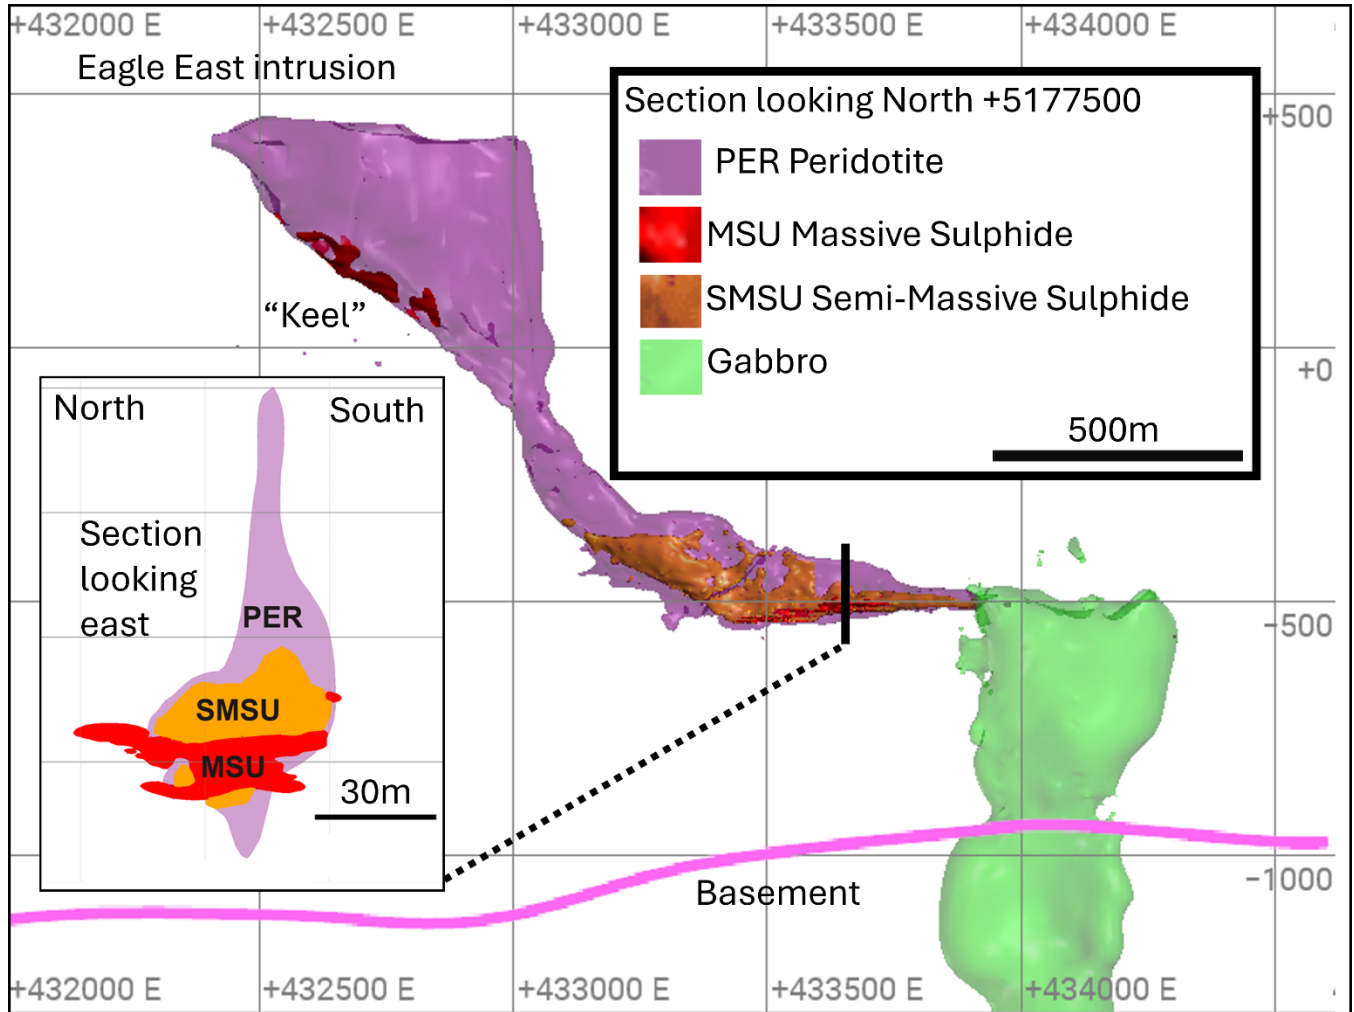 +432000 E
+432500 E
+433000 E
+433500 E
+434000 E
Eagle East intrusion
Section looking North +5177500
PER Peridotite
MSU Massive Sulphide
SMSU Semi-Massive Sulphide
Gabbro
500m
+500
+0
−500
−1000
“Keel”
North
South
Section
looking
east
PER
SMSU
MSU
30m
Basement
+432000 E
+432500 E
+433000 E
+433500 E
+434000 E